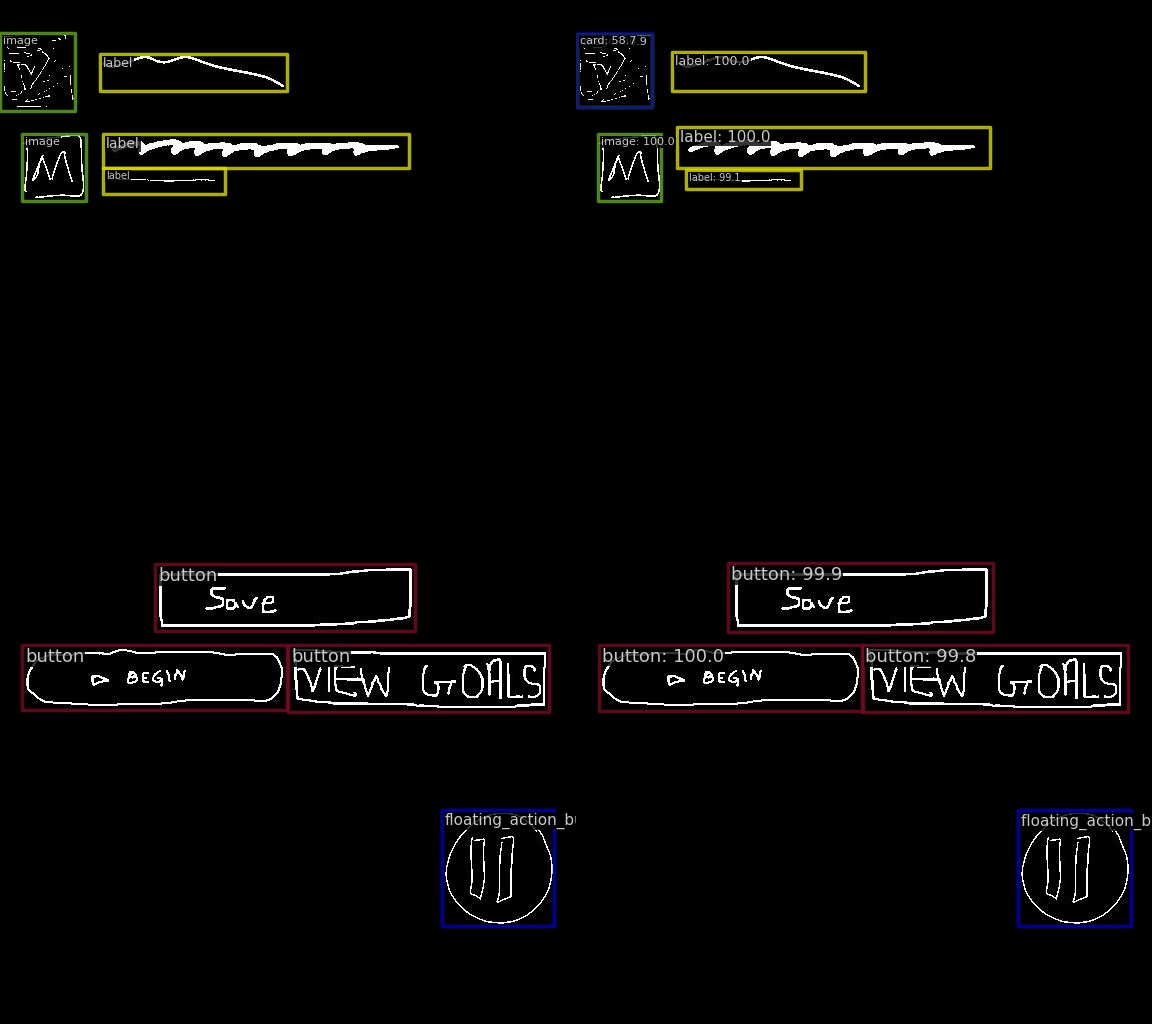 image
label
card: 58.7.9
label: 100.0
image
label
image: 100.0
label: 100.0
M
label
M
label: 99.1
button
button: 99.9
Save
Save
button
button
button: 100.0
button: 99.8
BEGIN
VIEW GOALS
BEGIN
VIEW GOALS
floating_action_bu
floating_action_b